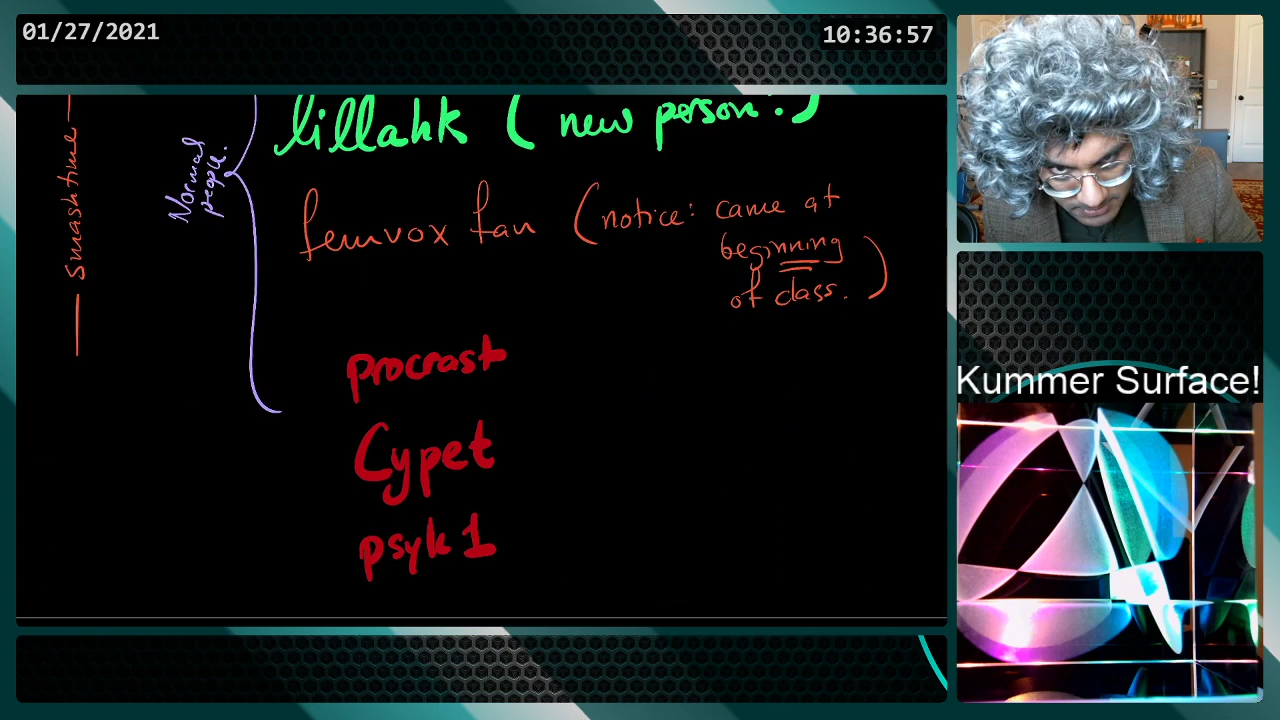 01/27/2021
10:36:57
lillahk ( new person! )
Normal
people.
femvox fan ( notice: came at
beginning
of class. )
Smashtime
procrast
Cypet
psyk1
Kummer Surface!